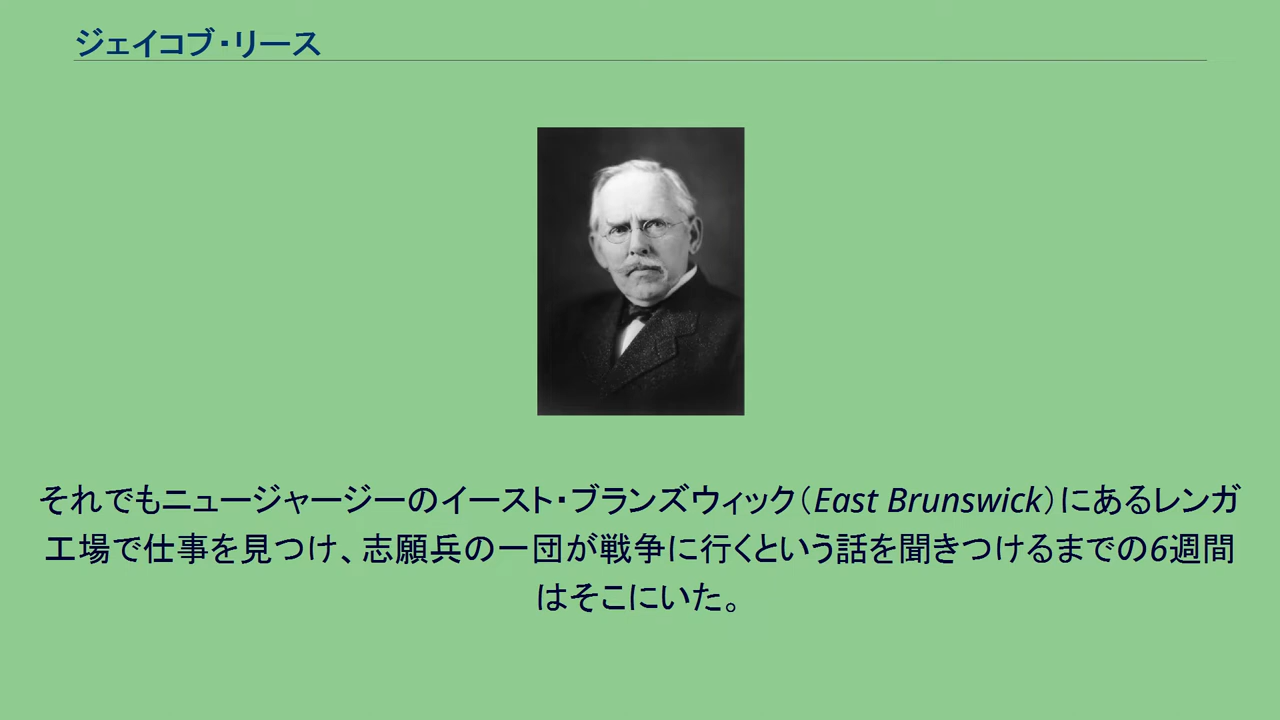 ジェイコブ・リース
それでもニュージャージーのイースト・ブランズウィック（East Brunswick）にあるレンガ
工場で仕事を見つけ、志願兵の一団が戦争に行くという話を聞きつけるまでの6週間
はそこにいた。